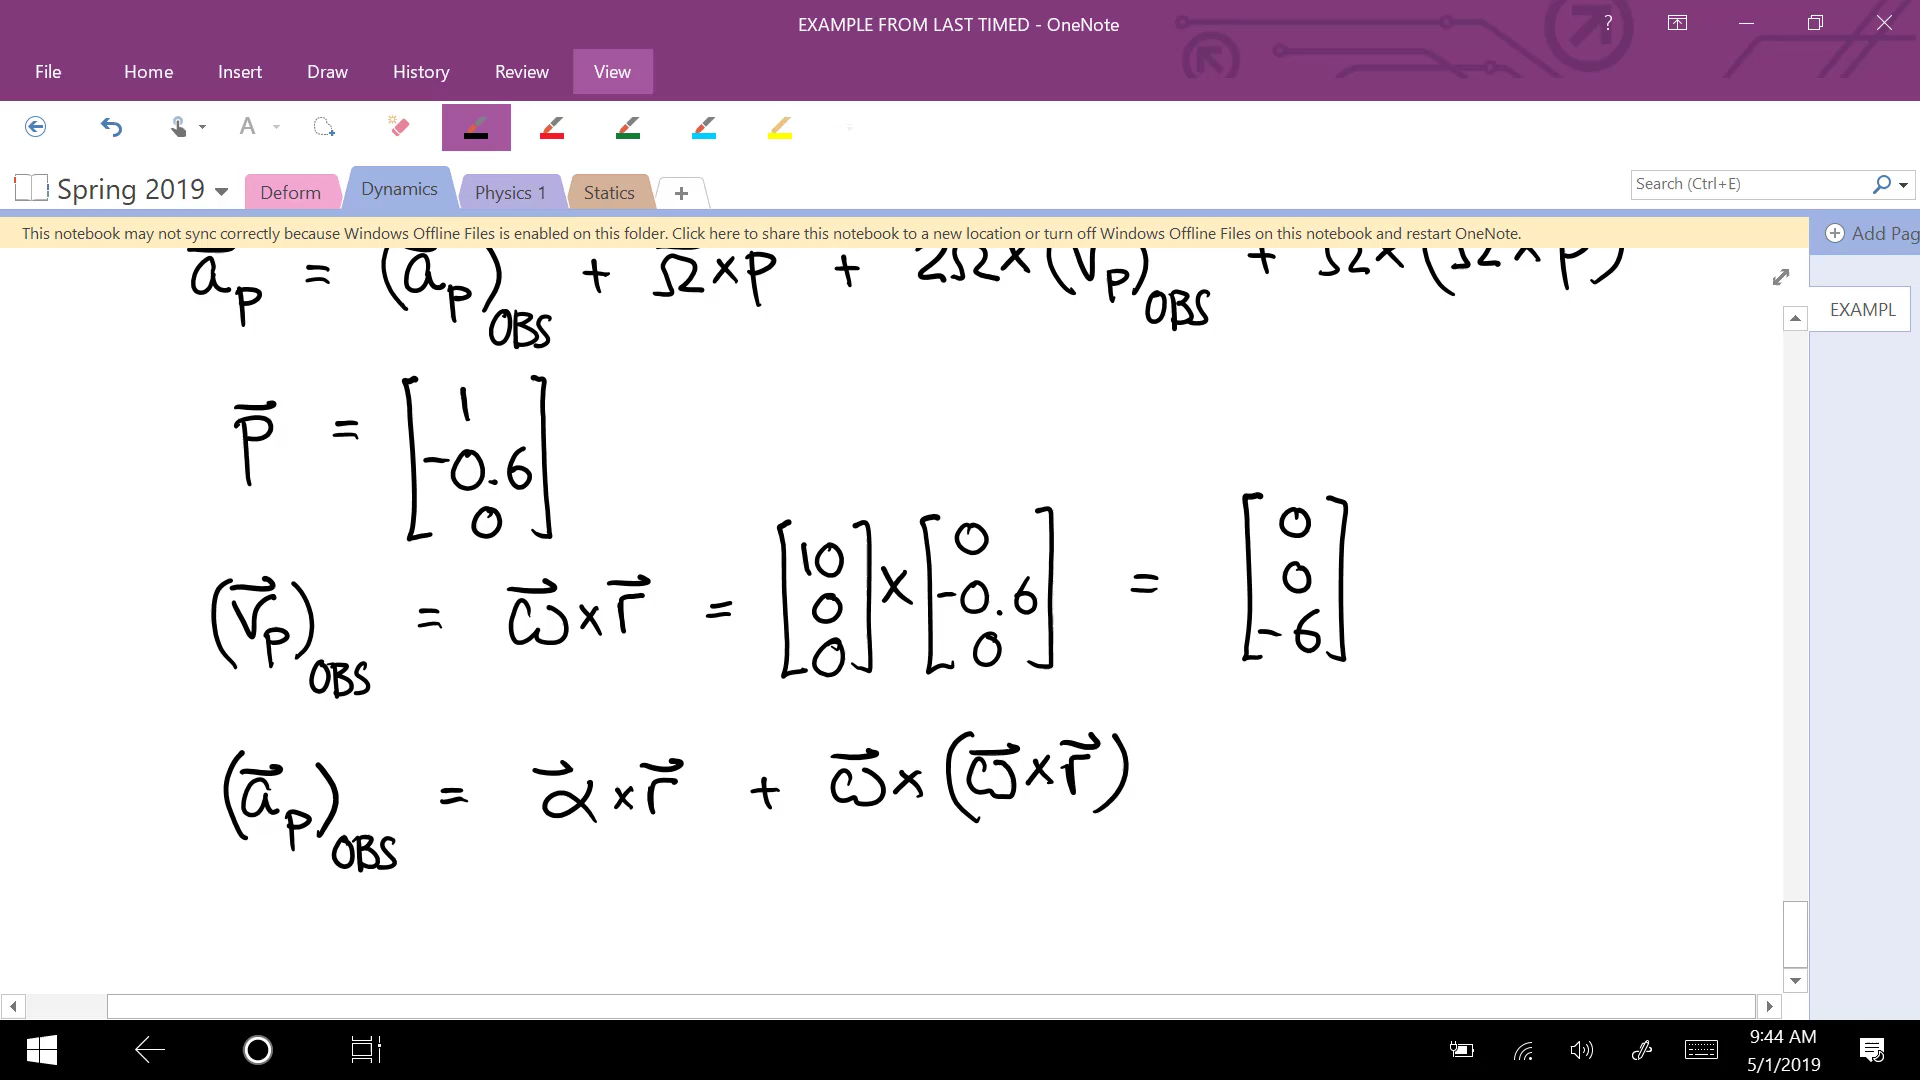 EXAMPLE FROM LAST TIMED - OneNote
?
File Home Insert Draw History Review View
A
Spring 2019 Deform Dynamics Physics 1 Statics +
Search (Ctrl+E)
This notebook may not sync correctly because Windows Offline Files is enabled on this folder. Click here to share this notebook to a new location or turn off Windows Offline Files on this notebook and restart OneNote.
Add Pag
EXAMPL
a⃗_P = (a⃗_P)_OBS + Ω × P + 2Ω × (V_P)_OBS + Ω × (Ω × P)
P⃗ = [1
-0.6
0]
(V⃗_P)_OBS = ω⃗ × r⃗ = [10 0 0] × [0 -0.6 0] = [0 0 -6]
(a⃗_P)_OBS = α⃗ × r⃗ + ω⃗ × (ω⃗ × r⃗)
9:44 AM
5/1/2019